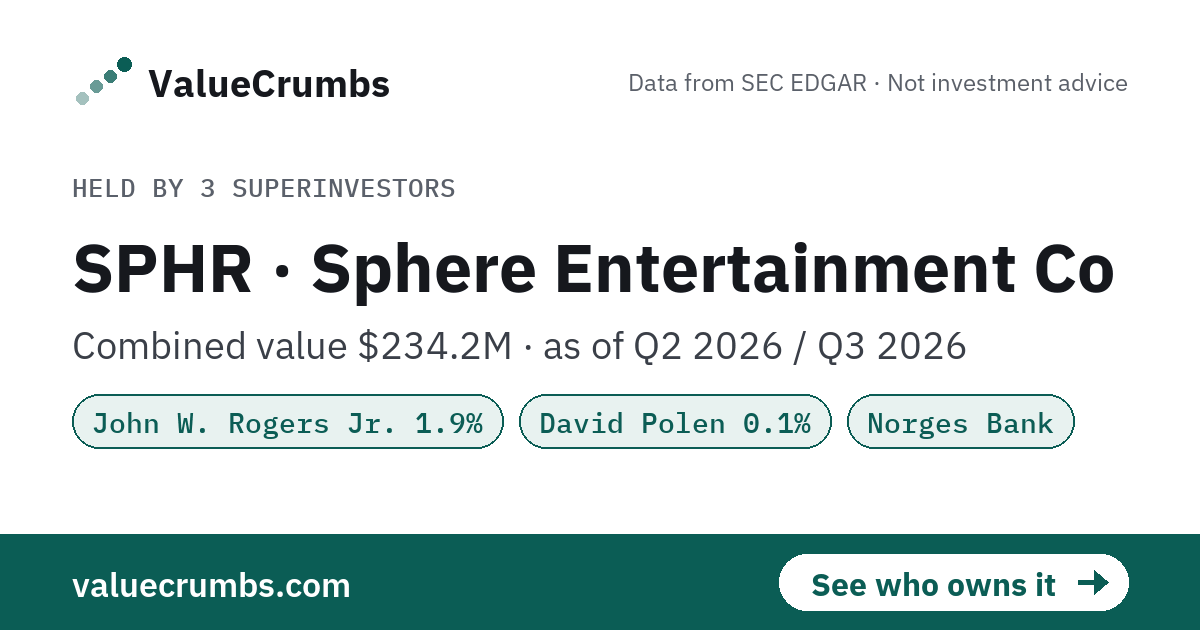 ValueCrumbs
Data from SEC EDGAR · Not investment advice
HELD BY 3 SUPERINVESTORS
SPHR · Sphere Entertainment Co
Combined value $234.2M · as of Q2 2026 / Q3 2026
John W. Rogers Jr. 1.9%
David Polen 0.1%
Norges Bank
valuecrumbs.com
See who owns it